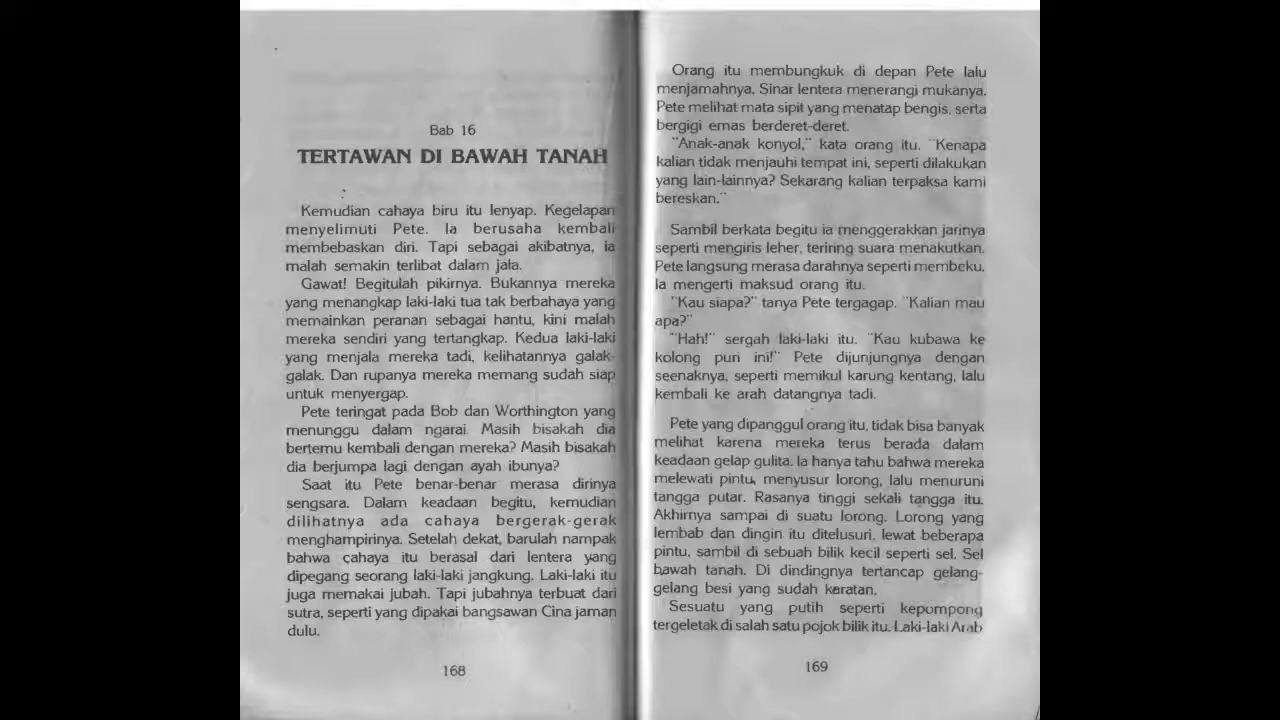 Bab 16
TERTAWAN DI BAWAH TANAH
Kemudian cahaya biru itu lenyap. Kegelapan
menyelimuti Pete. Ia berusaha kembali
membebaskan diri. Tapi sebagai akibatnya, ia
malah semakin terlibat dalam jala.
Gawat! Begitulah pikirnya. Bukannya mereka
yang menangkap laki-laki tua tak berbahaya yang
memainkan peranan sebagai hantu, kini malah
mereka sendiri yang tertangkap. Kedua laki-laki
yang menjala mereka tadi, kelihatannya galak-
galak. Dan rupanya mereka memang sudah siap
untuk menyergap.
Pete teringat pada Bob dan Worthington yang
menunggu dalam ngarai. Masih bisakah dia
bertemu kembali dengan mereka? Masih bisakah
dia berjumpa lagi dengan ayah ibunya?
Saat itu Pete benar-benar merasa dirinya
sengsara. Dalam keadaan begitu, kemudian
dilihatnya ada cahaya bergerak-gerak
menghampirinya. Setelah dekat, barulah nampak
bahwa cahaya itu berasal dari lentera yang
dipegang seorang laki-laki jangkung. Laki-laki itu
juga memakai jubah. Tapi jubahnya terbuat dari
sutra, seperti yang dipakai bangsawan Cina jaman
dulu.
168
Orang itu membungkuk di depan Pete lalu
menjamahnya. Sinar lentera menerangi mukanya.
Pete melihat mata sipit yang menatap bengis, serta
bergigi emas berderet-deret.
"Anak-anak konyol," kata orang itu. "Kenapa
kalian tidak menjauhi tempat ini, seperti dilakukan
yang lain-lainnya? Sekarang kalian terpaksa kami
bereskan."
Sambil berkata begitu ia menggerakkan jarinya
seperti mengiris leher, teriring suara menakutkan.
Pete langsung merasa darahnya seperti membeku.
Ia mengerti maksud orang itu.
"Kau siapa?" tanya Pete tergagap. "Kalian mau
apa?"
"Hah!" sergah laki-laki itu. "Kau kubawa ke
kolong puri ini!" Pete dijunjungnya dengan
seenaknya, seperti memikul karung kentang, lalu
kembali ke arah datangnya tadi.
Pete yang dipanggul orang itu, tidak bisa banyak
melihat karena mereka terus berada dalam
keadaan gelap gulita. Ia hanya tahu bahwa mereka
melewati pintu, menyusur lorong, lalu menuruni
tangga putar. Rasanya tinggi sekali tangga itu.
Akhirnya sampai di suatu lorong. Lorong yang
lembab dan dingin itu ditelusuri, lewat beberapa
pintu, sambil di sebuah bilik kecil seperti sel. Sel
bawah tanah. Di dindingnya tertancap gelang-
gelang besi yang sudah karatan.
Sesuatu yang putih seperti kepompong
tergeletak di salah satu pojok bilik itu. Laki-laki Arab
169